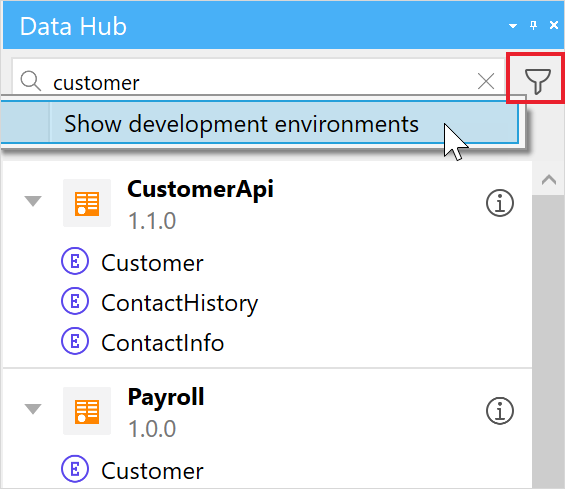 Data Hub
customer
Show development environments
CustomerApi
1.1.0
E Customer
E ContactHistory
E ContactInfo
Payroll
1.0.0
E Customer